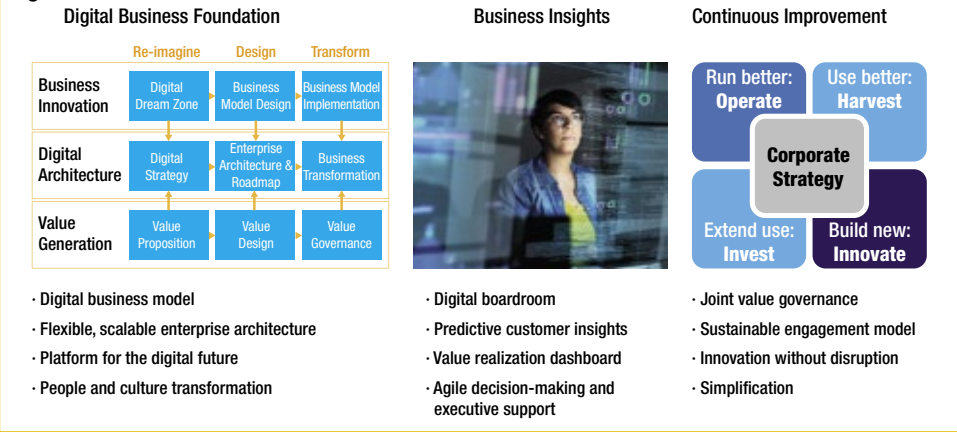 Digital Business Foundation
Re-imagine Design Transform
Business
Innovation
Digital
Dream Zone
Business
Model Design
Business Model
Implementation
Digital
Architecture
Digital
Strategy
Enterprise
Architecture &
Roadmap
Business
Transformation
Value
Generation
Value
Proposition
Value
Design
Value
Governance
· Digital business model
· Flexible, scalable enterprise architecture
· Platform for the digital future
· People and culture transformation
Business Insights
· Digital boardroom
· Predictive customer insights
· Value realization dashboard
· Agile decision-making and
executive support
Continuous Improvement
Run better:
Operate
Use better:
Harvest
Corporate
Strategy
Extend use:
Invest
Build new:
Innovate
· Joint value governance
· Sustainable engagement model
· Innovation without disruption
· Simplification